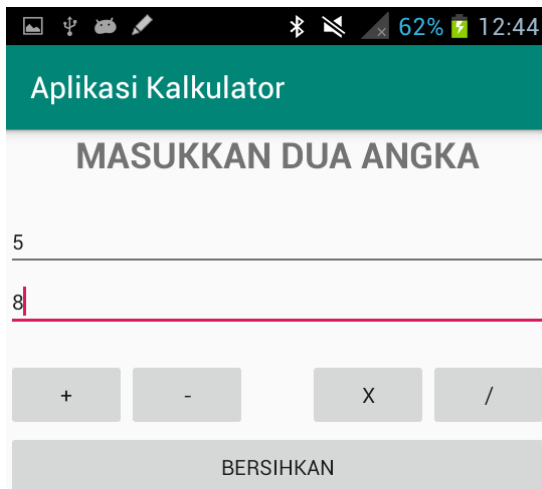 62% 12:44
Aplikasi Kalkulator
MASUKKAN DUA ANGKA
5
8
+ - X /
BERSIHKAN